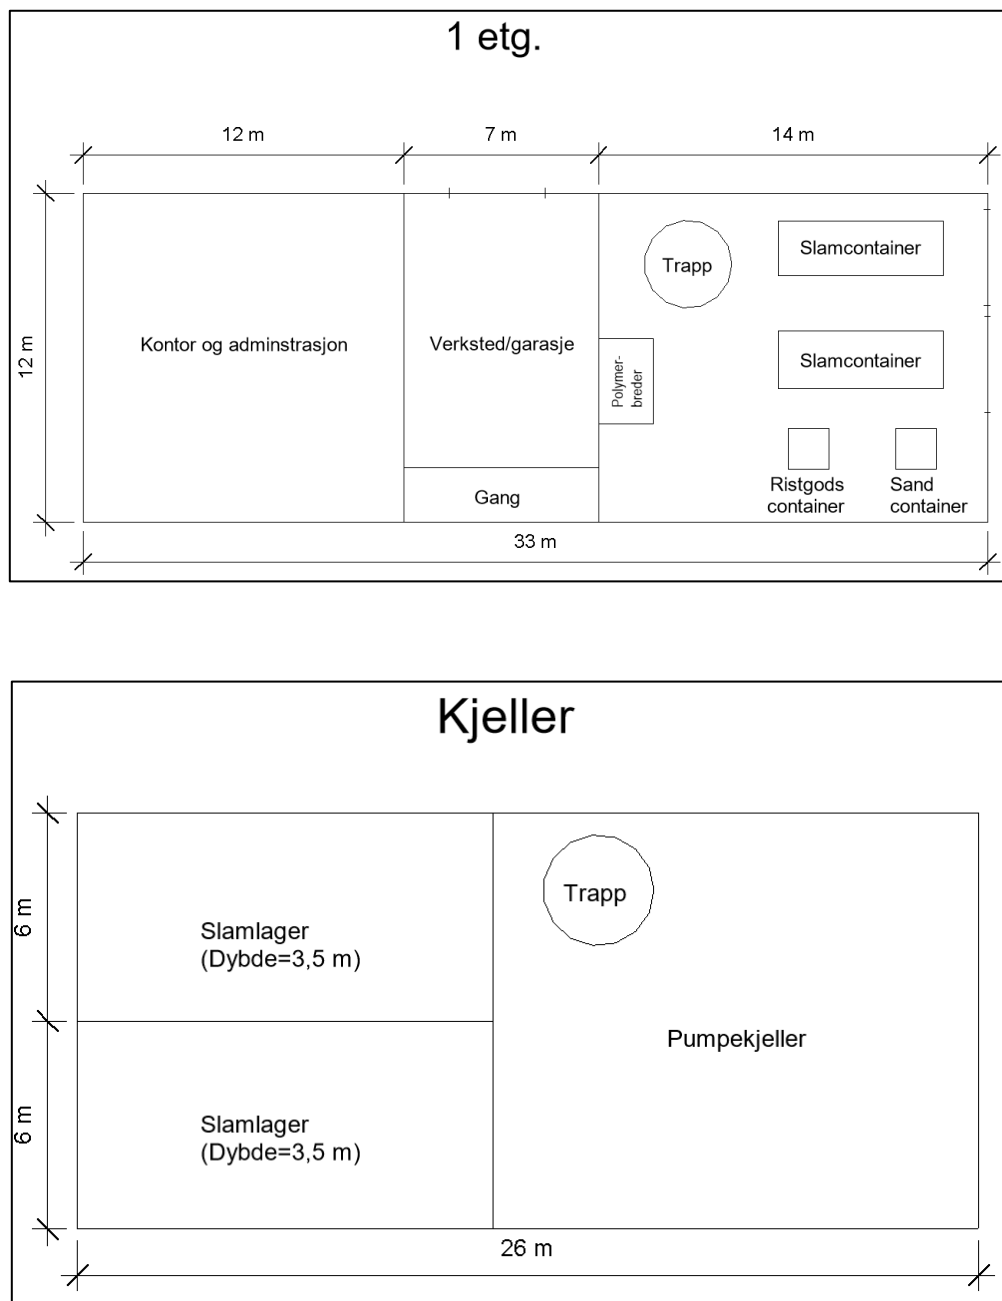 1 etg.
12 m
7 m
14 m
12 m
Kontor og adminstrasjon
Verksted/garasje
Gang
Trapp
Polymer-
breder
Slamcontainer
Slamcontainer
Ristgods
container
Sand
container
33 m
Kjeller
6 m
6 m
Slamlager
(Dybde=3,5 m)
Slamlager
(Dybde=3,5 m)
Trapp
Pumpekjeller
26 m